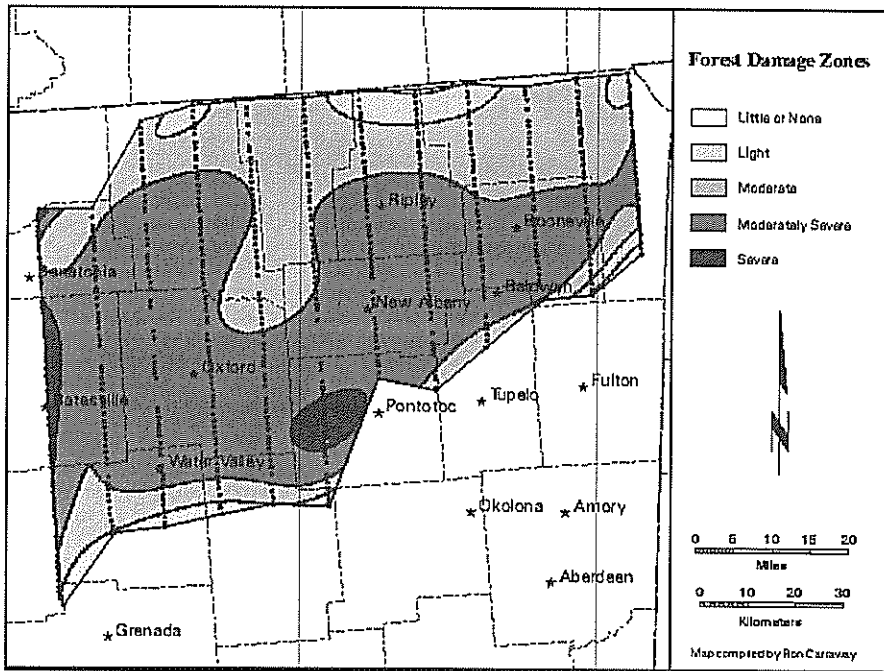 Forest Damage Zones
Little or None
Light
Moderate
Moderately Severe
Severe
Ripley
Booneville
Senatobia
Baldwyn
New Albany
Oxford
Batesville
Pontotoc
Tupelo
Fulton
Water Valley
Okolona
Amory
Aberdeen
Grenada
N
0 5 10 15 20
Miles
0 10 20 30
Kilometers
Map compiled by Ron Carraway